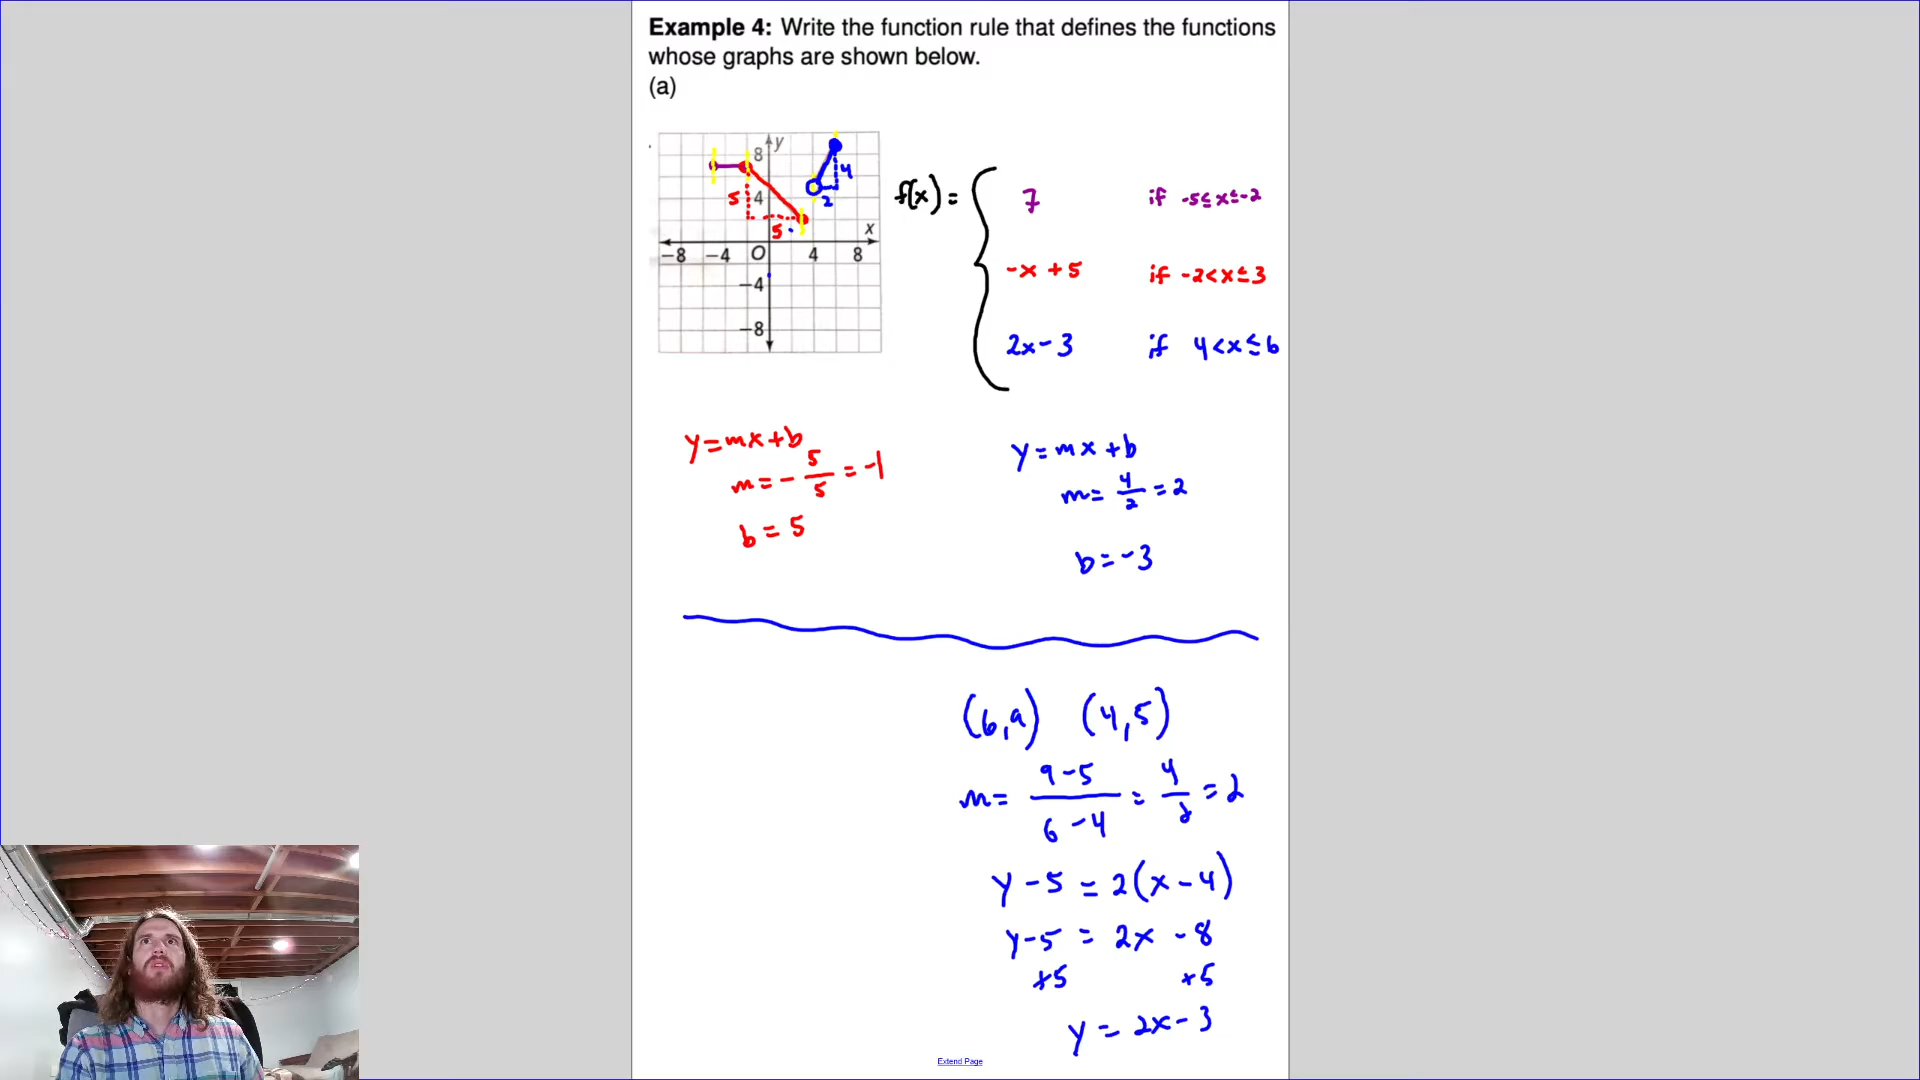 Example 4: Write the function rule that defines the functions
whose graphs are shown below.
(a)
y
8
4
4
5
2
5
x
-8 -4 O 4 8
-4
-8
f(x) =
7 if -5≤x≤-2
-x + 5 if -2<x≤3
2x - 3 if 4<x≤6
y = mx + b
m = - 5/5 = -1
b = 5
y = mx + b
m = 4/2 = 2
b = -3
(6,9) (4,5)
m = 9-5/6-4 = 4/2 = 2
y - 5 = 2(x - 4)
y - 5 = 2x - 8
+5 +5
y = 2x - 3
Extend Page